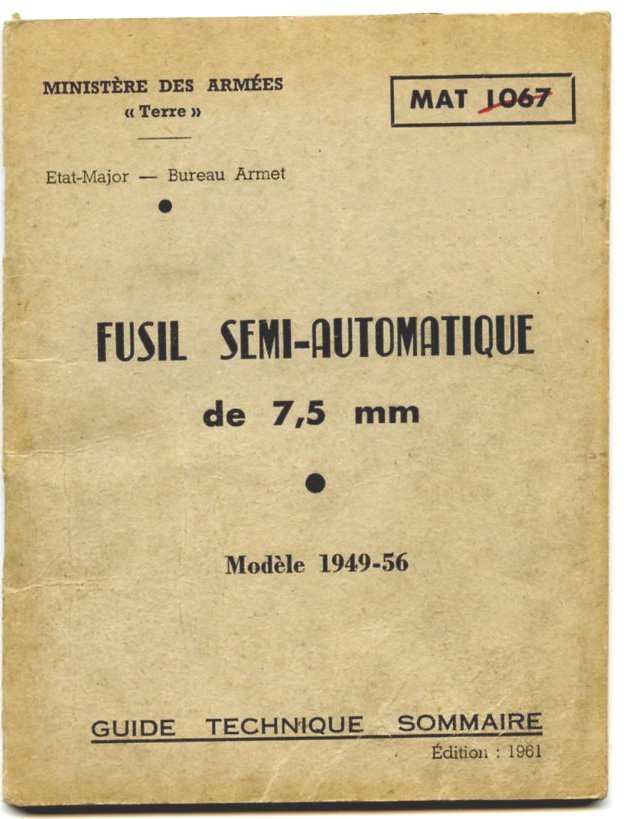 MINISTÈRE DES ARMÉES
« Terre »
MAT 1067
Etat-Major — Bureau Armet
FUSIL SEMI-AUTOMATIQUE
de 7,5 mm
Modèle 1949-56
GUIDE TECHNIQUE SOMMAIRE
Édition : 1961